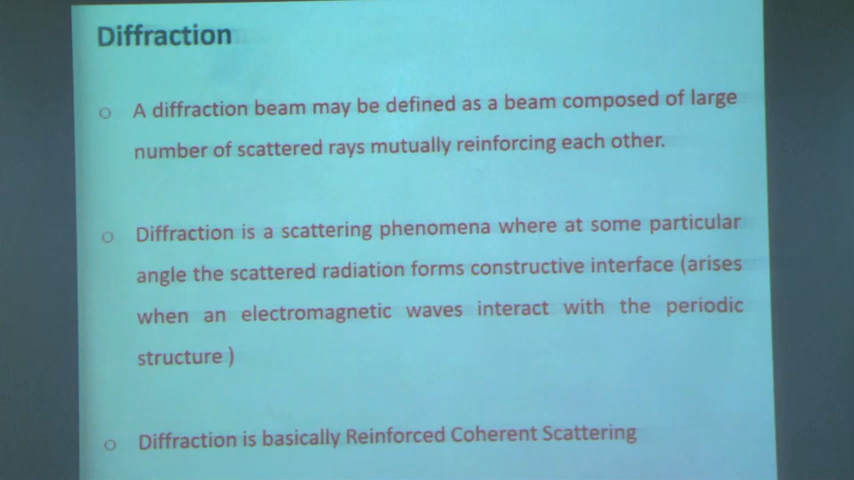 Diffraction
○ A diffraction beam may be defined as a beam composed of large
number of scattered rays mutually reinforcing each other.
○ Diffraction is a scattering phenomena where at some particular
angle the scattered radiation forms constructive interface (arises
when an electromagnetic waves interact with the periodic
structure )
○ Diffraction is basically Reinforced Coherent Scattering